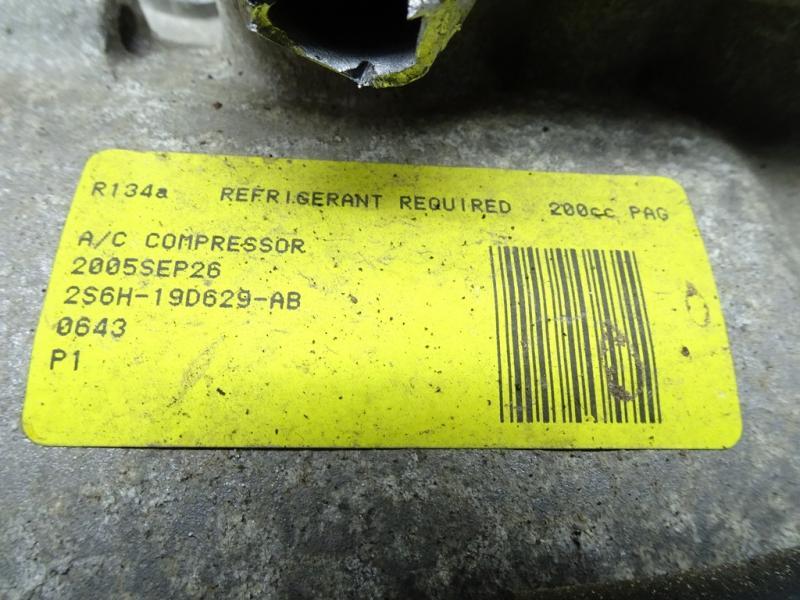 R134a REFRIGERANT REQUIRED 200cc PAG
A/C COMPRESSOR
2005SEP26
2S6H-19D629-AB
0643
P1